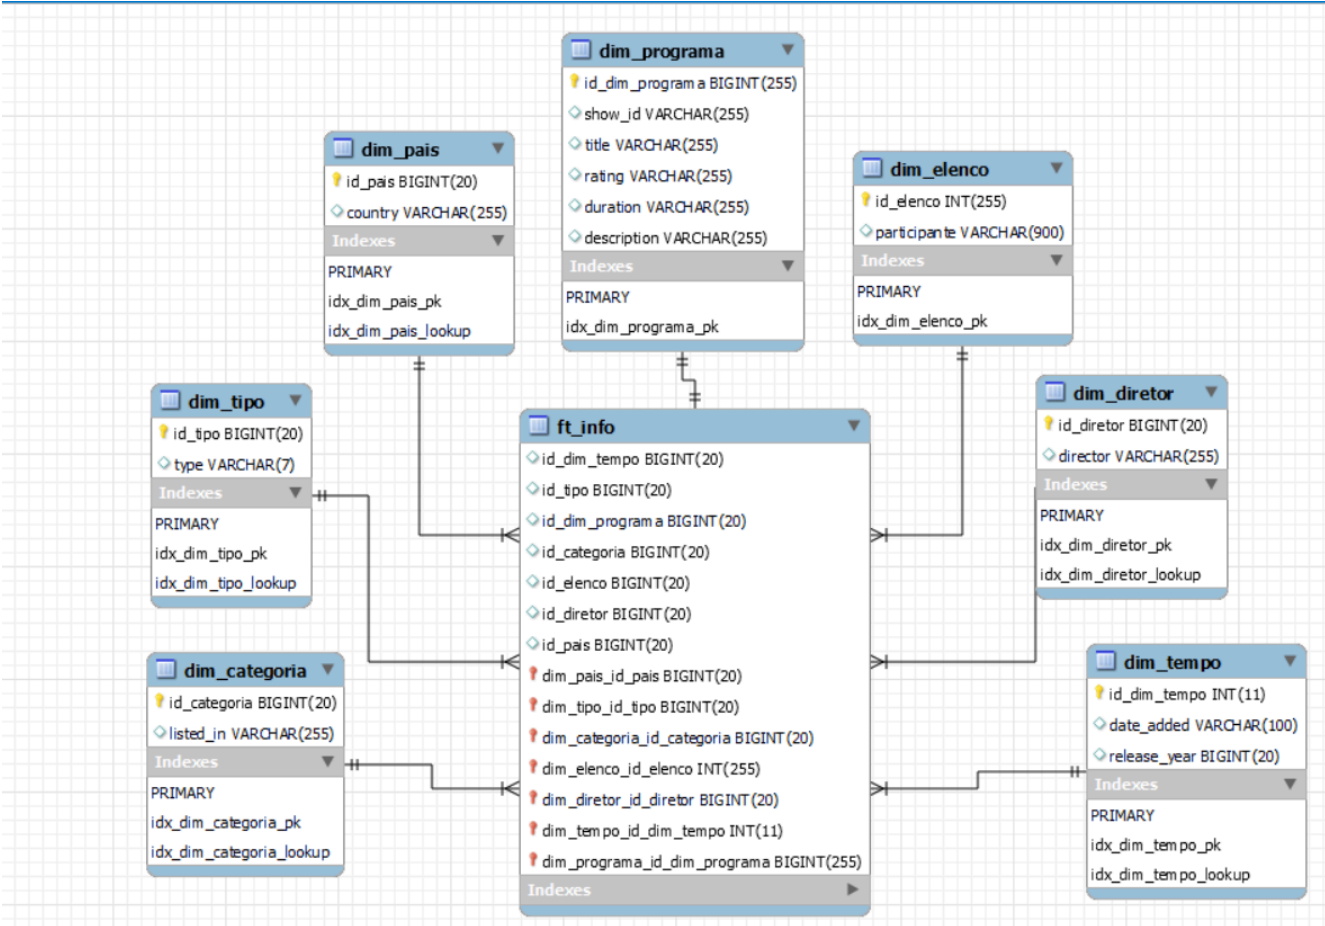 dim_programa
id_dim_programa BIGINT(255)
show_id VARCHAR(255)
title VARCHAR(255)
rating VARCHAR(255)
duration VARCHAR(255)
description VARCHAR(255)
Indexes
PRIMARY
idx_dim_programa_pk
dim_pais
id_pais BIGINT(20)
country VARCHAR(255)
Indexes
PRIMARY
idx_dim_pais_pk
idx_dim_pais_lookup
dim_elenco
id_elenco INT(255)
participante VARCHAR(900)
Indexes
PRIMARY
idx_dim_elenco_pk
dim_tipo
id_tipo BIGINT(20)
type VARCHAR(7)
Indexes
PRIMARY
idx_dim_tipo_pk
idx_dim_tipo_lookup
ft_info
id_dim_tempo BIGINT(20)
id_tipo BIGINT(20)
id_dim_programa BIGINT(20)
id_categoria BIGINT(20)
id_elenco BIGINT(20)
id_diretor BIGINT(20)
id_pais BIGINT(20)
dim_pais_id_pais BIGINT(20)
dim_tipo_id_tipo BIGINT(20)
dim_categoria_id_categoria BIGINT(20)
dim_elenco_id_elenco INT(255)
dim_diretor_id_diretor BIGINT(20)
dim_tempo_id_dim_tempo INT(11)
dim_programa_id_dim_programa BIGINT(255)
Indexes
dim_diretor
id_diretor BIGINT(20)
director VARCHAR(255)
Indexes
PRIMARY
idx_dim_diretor_pk
idx_dim_diretor_lookup
dim_categoria
id_categoria BIGINT(20)
listed_in VARCHAR(255)
Indexes
PRIMARY
idx_dim_categoria_pk
idx_dim_categoria_lookup
dim_tempo
id_dim_tempo INT(11)
date_added VARCHAR(100)
release_year BIGINT(20)
Indexes
PRIMARY
idx_dim_tempo_pk
idx_dim_tempo_lookup